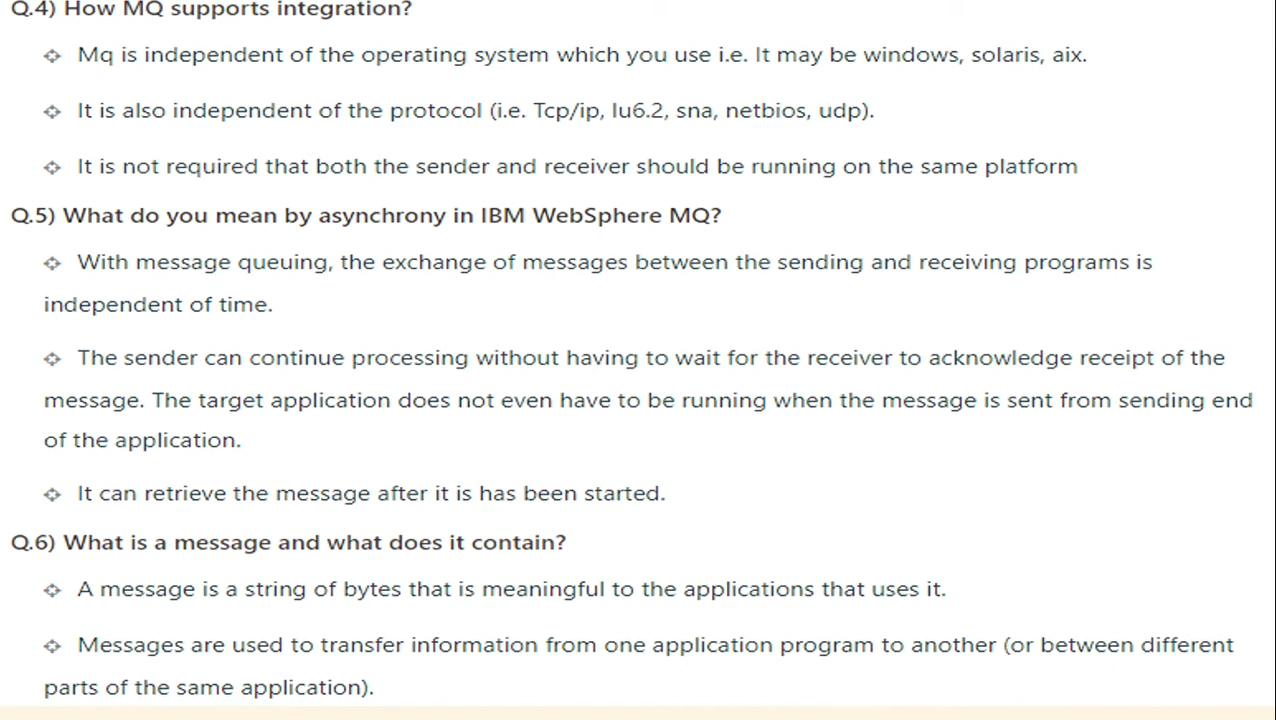 Q.4) How MQ supports integration?
Mq is independent of the operating system which you use i.e. It may be windows, solaris, aix.
It is also independent of the protocol (i.e. Tcp/ip, lu6.2, sna, netbios, udp).
It is not required that both the sender and receiver should be running on the same platform
Q.5) What do you mean by asynchrony in IBM WebSphere MQ?
With message queuing, the exchange of messages between the sending and receiving programs is
independent of time.
The sender can continue processing without having to wait for the receiver to acknowledge receipt of the
message. The target application does not even have to be running when the message is sent from sending end
of the application.
It can retrieve the message after it is has been started.
Q.6) What is a message and what does it contain?
A message is a string of bytes that is meaningful to the applications that uses it.
Messages are used to transfer information from one application program to another (or between different
parts of the same application).